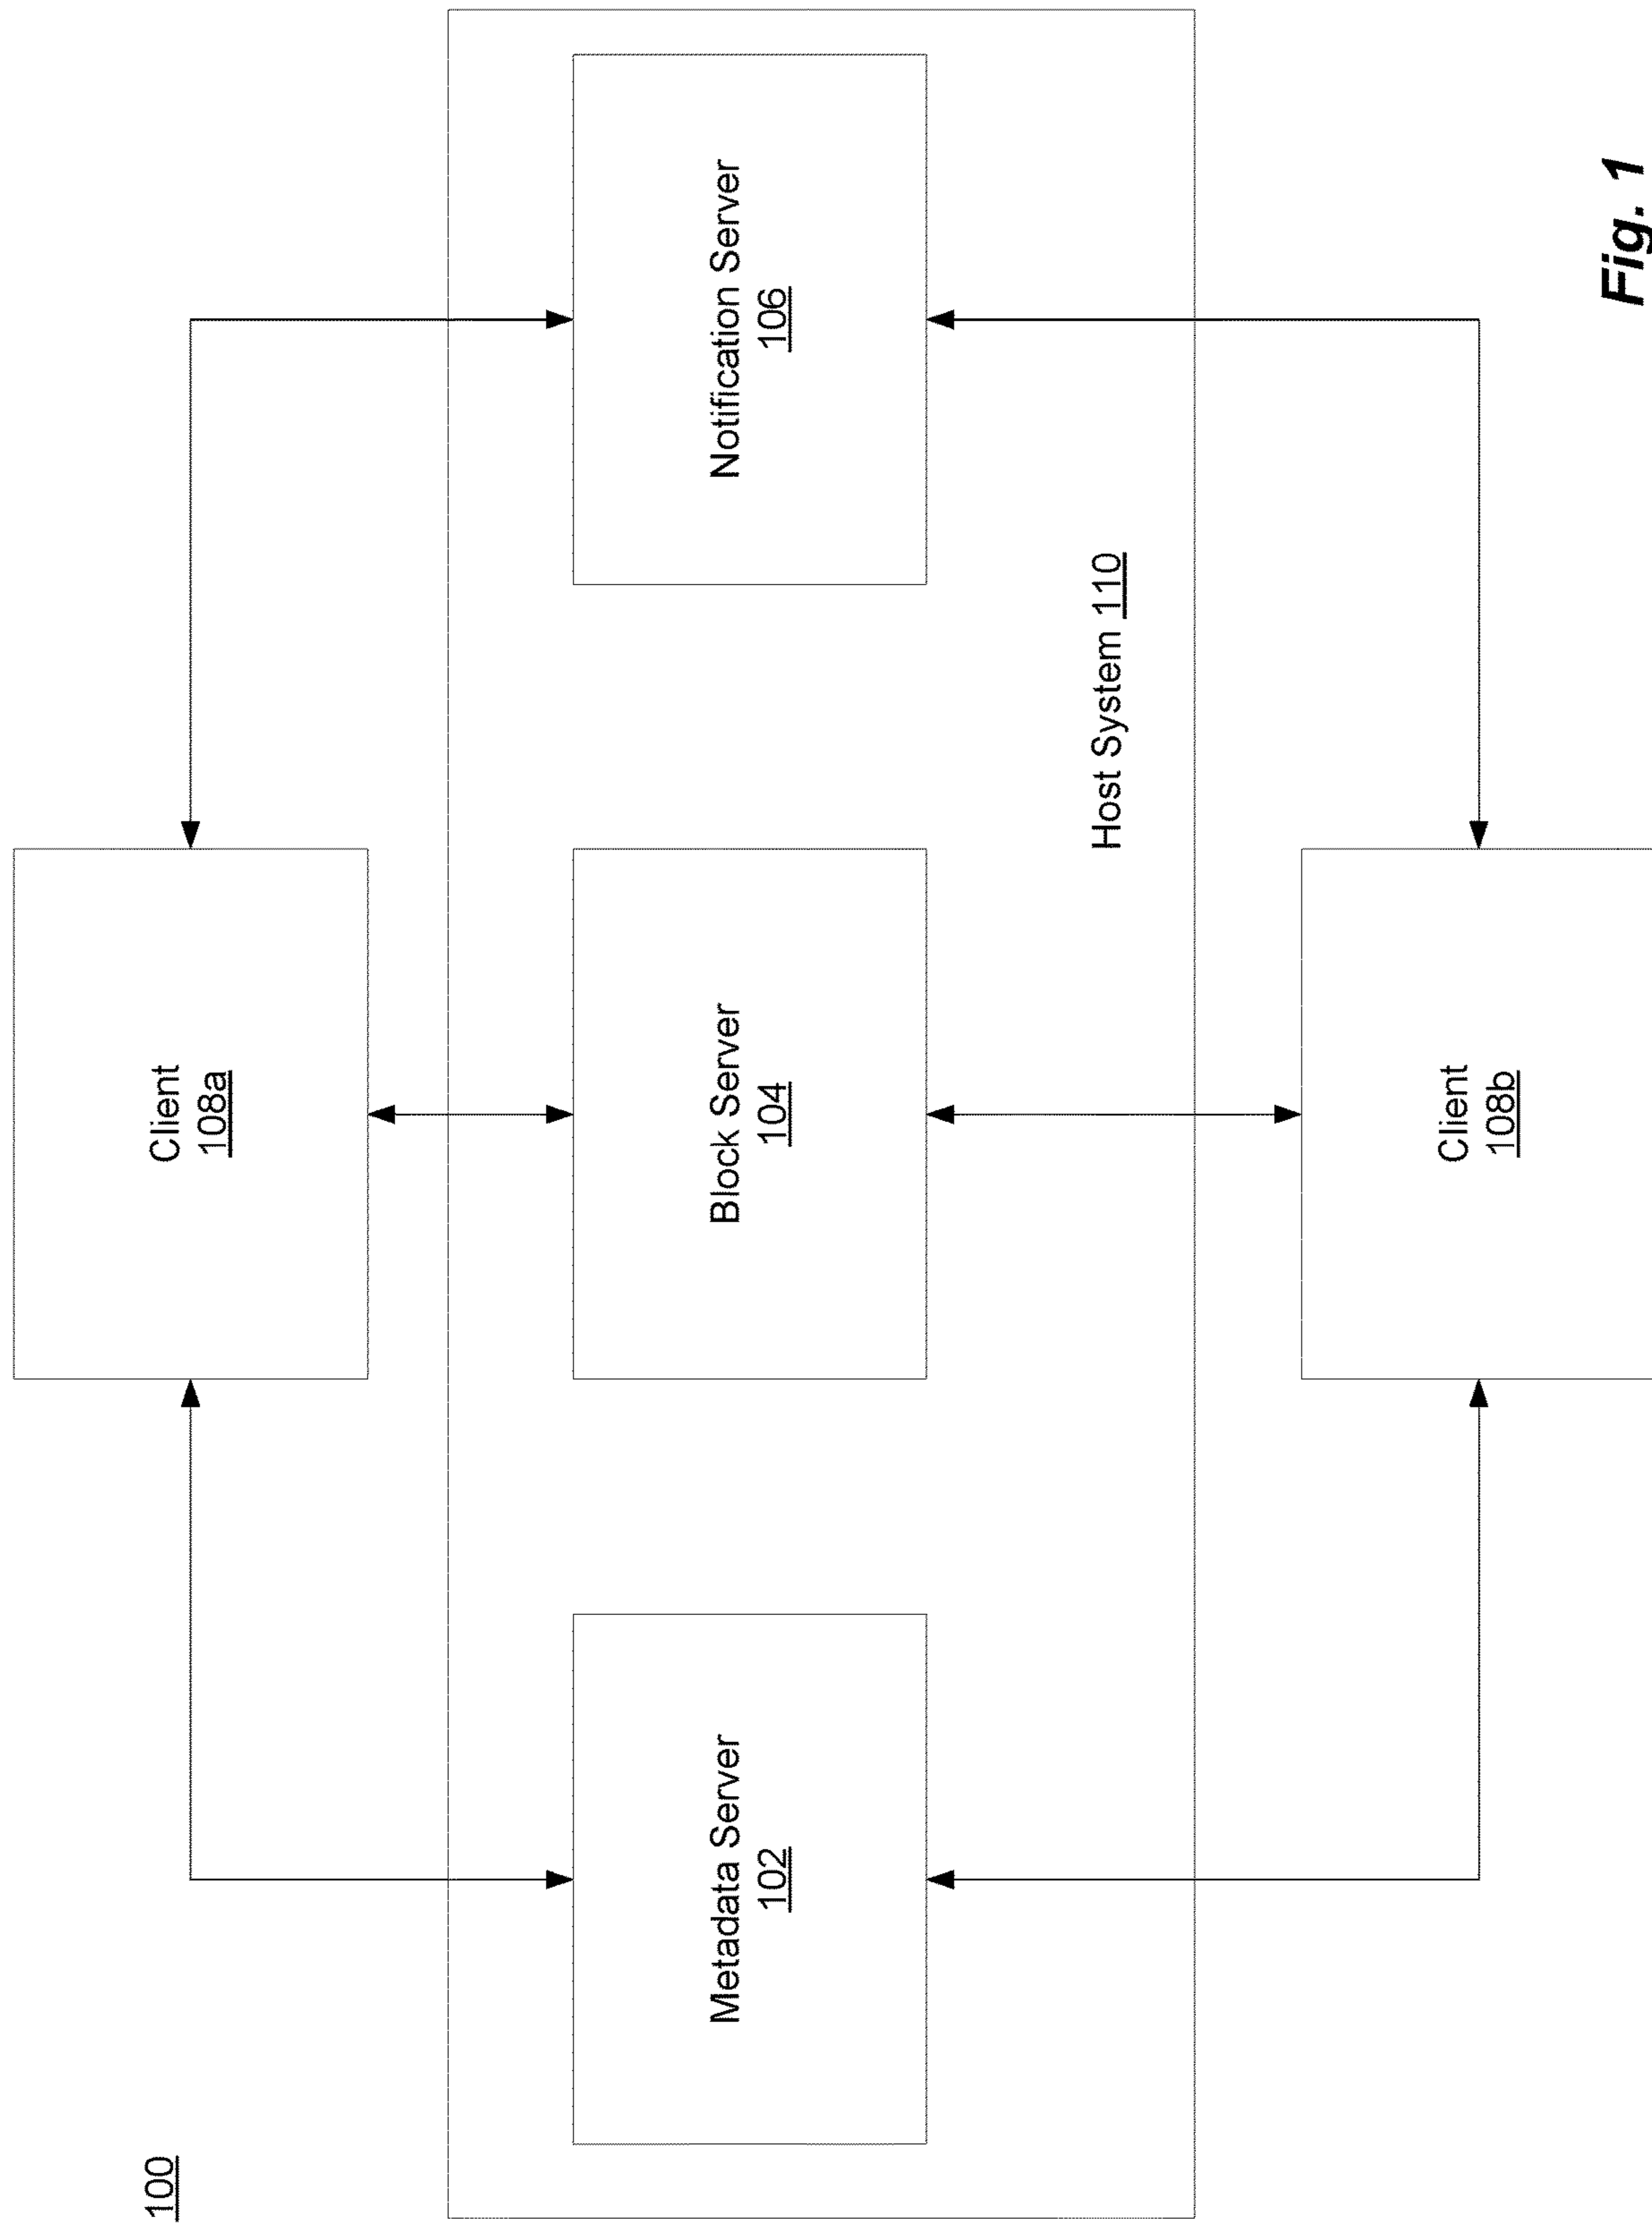 100
Client
108a
Metadata Server
102
Block Server
104
Notification Server
106
Host System 110
Client
108b
Fig. 1